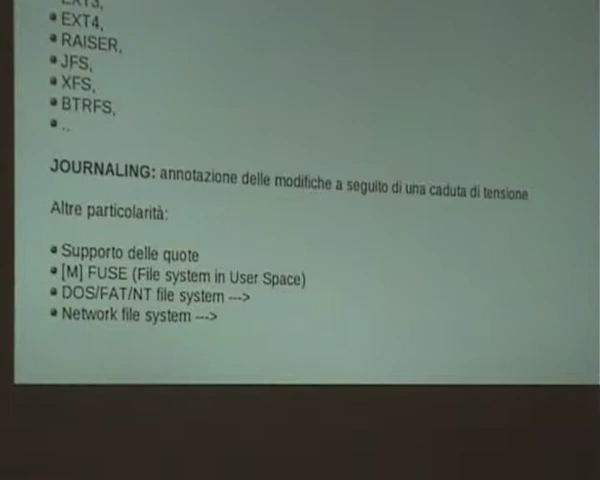 EXT3,
EXT4,
RAISER,
JFS,
XFS,
BTRFS,
..
JOURNALING: annotazione delle modifiche a seguito di una caduta di tensione
Altre particolarità:
Supporto delle quote
[M] FUSE (File system in User Space)
DOS/FAT/NT file system --->
Network file system --->